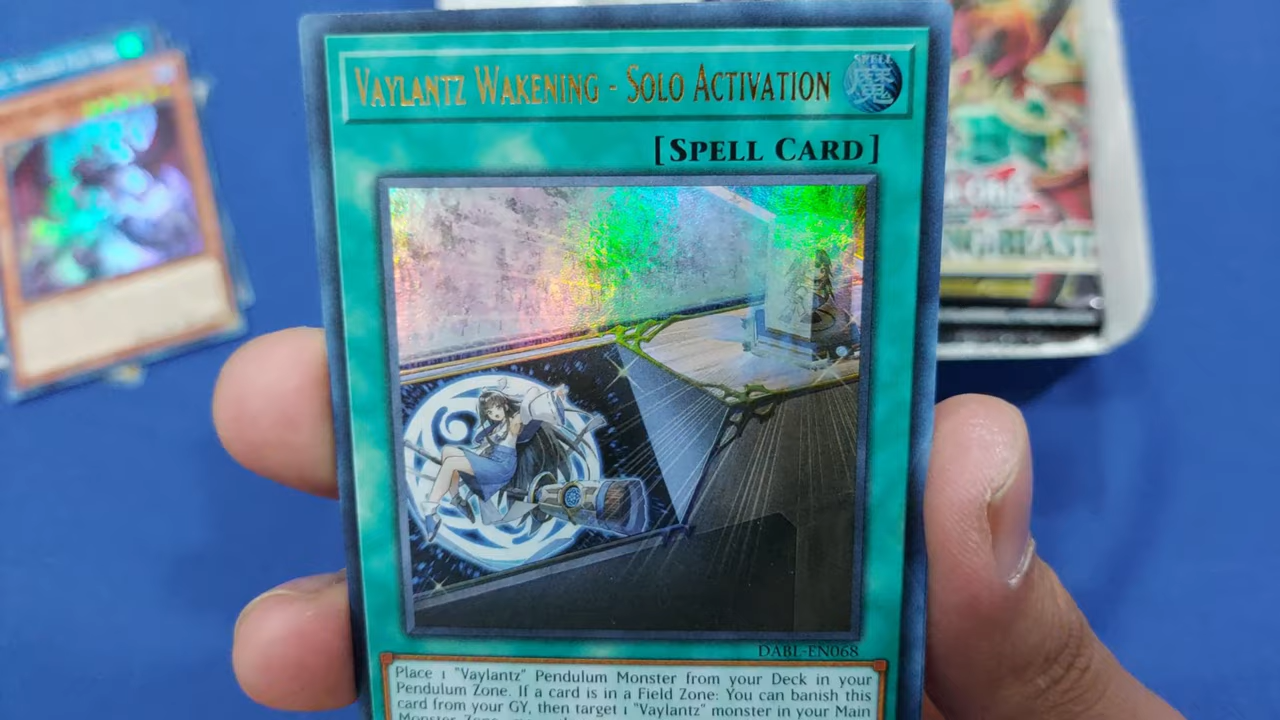 VAYLANTZ WAKENING - SOLO ACTIVATION
SPELL
魔
[SPELL CARD]
DABL-EN068
Place 1 "Vaylantz" Pendulum Monster from your Deck in your
Pendulum Zone. If a card is in a Field Zone: You can banish this
card from your GY, then target 1 "Vaylantz" monster in your Main